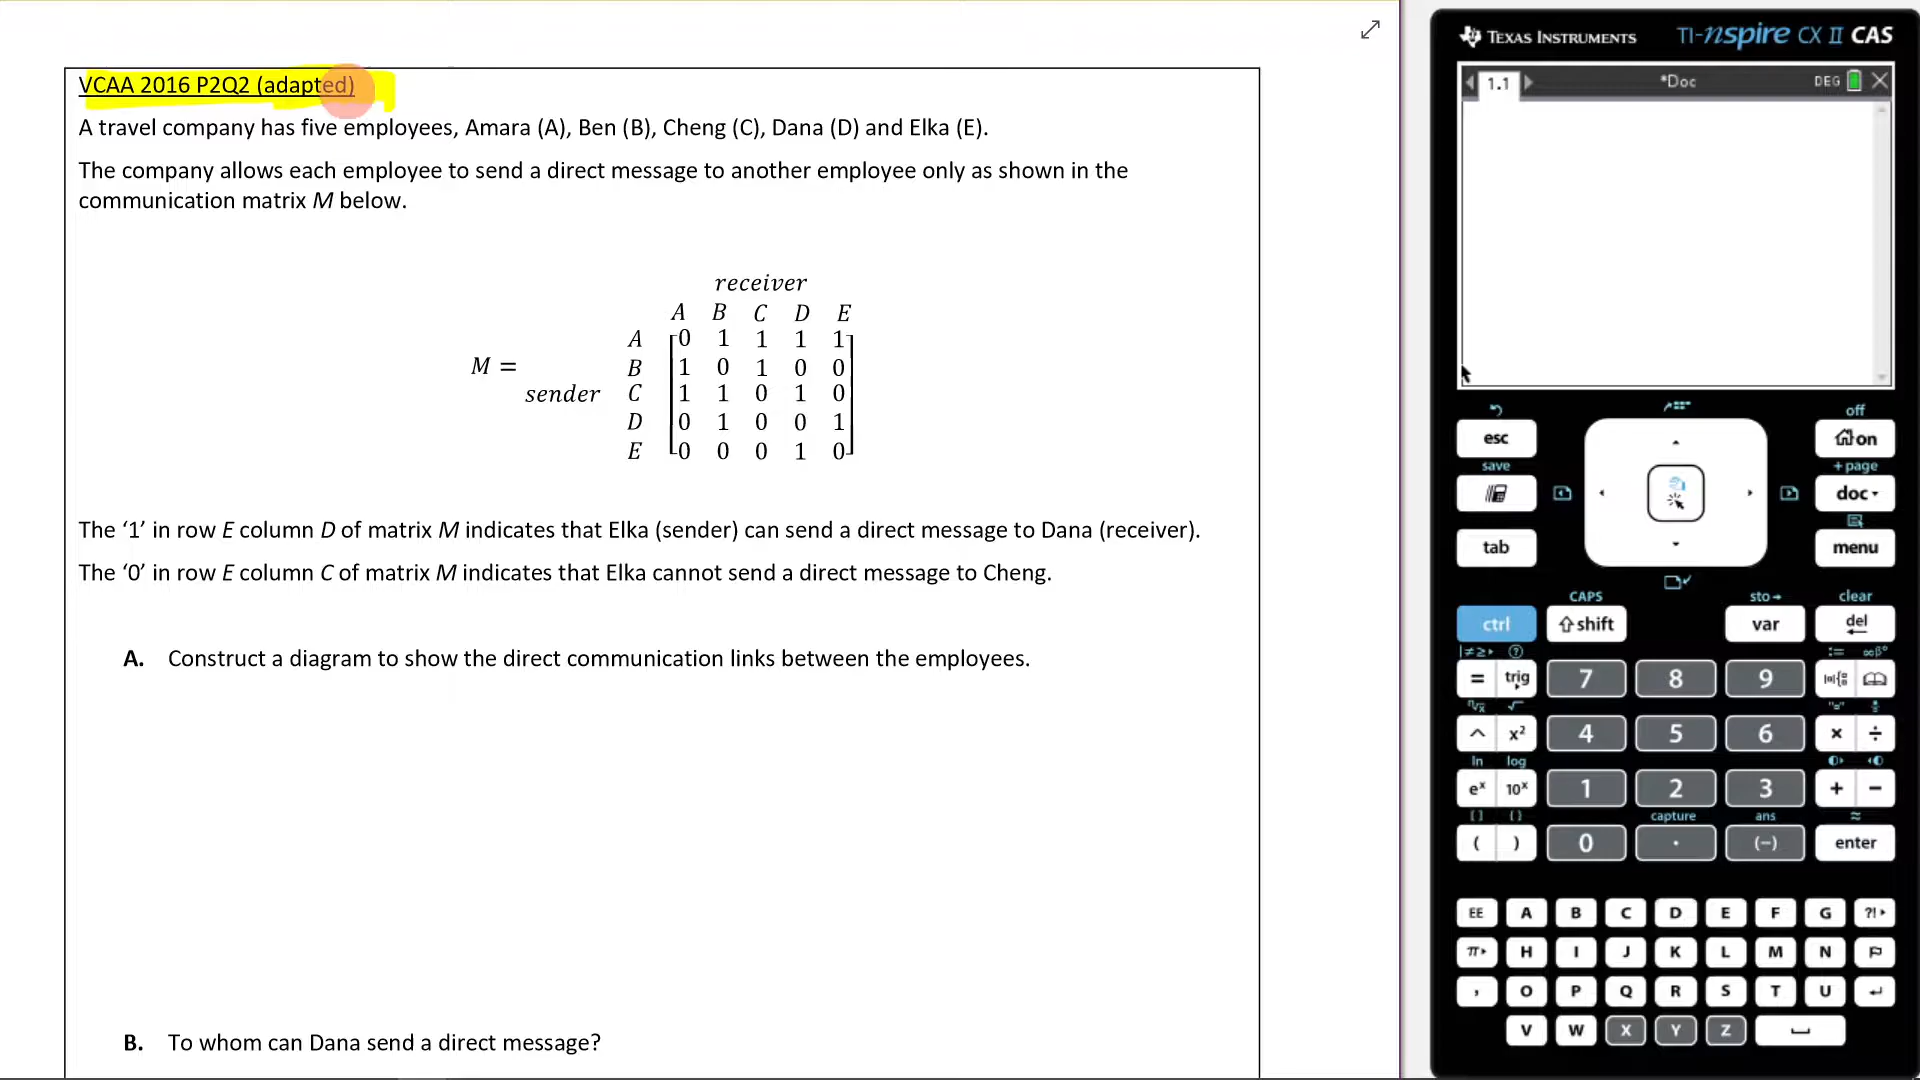 VCAA 2016 P2Q2 (adapted)
A travel company has five employees, Amara (A), Ben (B), Cheng (C), Dana (D) and Elka (E).
The company allows each employee to send a direct message to another employee only as shown in the
communication matrix M below.
receiver
A B C D E
A 0 1 1 1 1
M = B 1 0 1 0 0
sender C 1 1 0 1 0
D 0 1 0 0 1
E 0 0 0 1 0
The ‘1’ in row E column D of matrix M indicates that Elka (sender) can send a direct message to Dana (receiver).
The ‘0’ in row E column C of matrix M indicates that Elka cannot send a direct message to Cheng.
A. Construct a diagram to show the direct communication links between the employees.
B. To whom can Dana send a direct message?
TEXAS INSTRUMENTS TI-nspire CX II CAS
1.1 *Doc DEG
off
esc on
save + page
doc
tab menu
CAPS sto clear
ctrl shift var del
= trig 7 8 9
^ x² 4 5 6 × ÷
ln log
eˣ 10ˣ 1 2 3 + −
[ ] { } capture ans ≈
( ) 0 . (−) enter
EE A B C D E F G ?!
π H I J K L M N
, O P Q R S T U
V W X Y Z